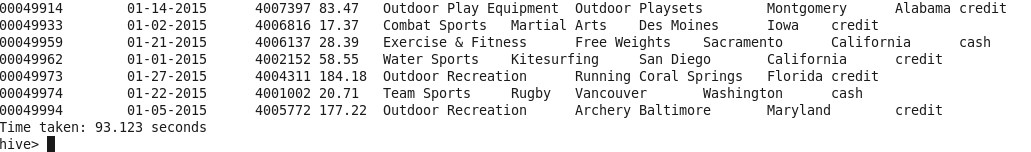 00049914 01-14-2015 4007397 83.47 Outdoor Play Equipment Outdoor Playsets Montgomery Alabama credit
00049933 01-02-2015 4006816 17.37 Combat Sports Martial Arts Des Moines Iowa credit
00049959 01-21-2015 4006137 28.39 Exercise & Fitness Free Weights Sacramento California cash
00049962 01-01-2015 4002152 58.55 Water Sports Kitesurfing San Diego California credit
00049973 01-27-2015 4004311 184.18 Outdoor Recreation Running Coral Springs Florida credit
00049974 01-22-2015 4001002 20.71 Team Sports Rugby Vancouver Washington cash
00049994 01-05-2015 4005772 177.22 Outdoor Recreation Archery Baltimore Maryland credit
Time taken: 93.123 seconds
hive>